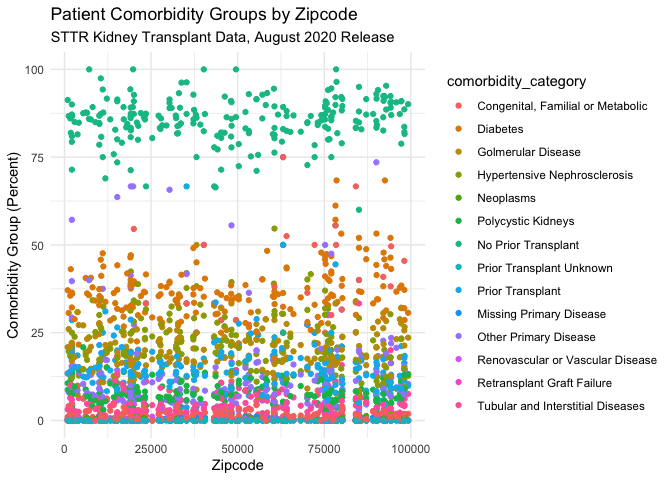 Patient Comorbidity Groups by Zipcode
STTR Kidney Transplant Data, August 2020 Release
Comorbidity Group (Percent)
100
75
50
25
0
0
25000
50000
75000
100000
Zipcode
comorbidity_category
Congenital, Familial or Metabolic
Diabetes
Golmerular Disease
Hypertensive Nephrosclerosis
Neoplasms
Polycystic Kidneys
No Prior Transplant
Prior Transplant Unknown
Prior Transplant
Missing Primary Disease
Other Primary Disease
Renovascular or Vascular Disease
Retransplant Graft Failure
Tubular and Interstitial Diseases